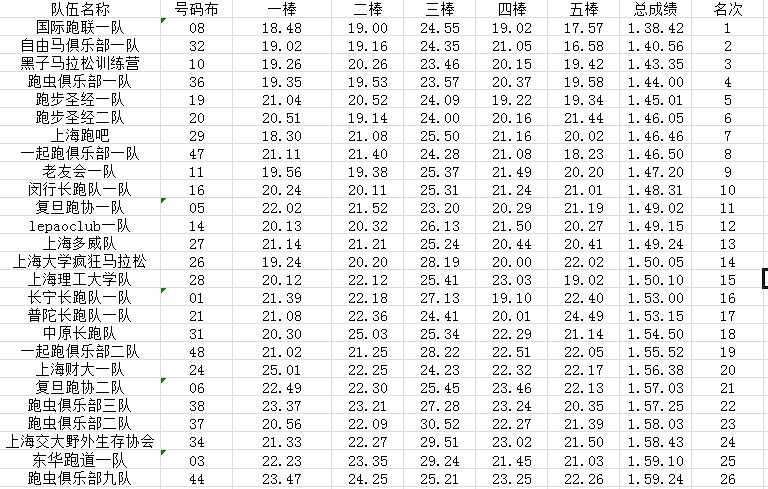 队伍名称 号码布 一棒 二棒 三棒 四棒 五棒 总成绩 名次
国际跑联一队 08 18.48 19.00 24.55 19.02 17.57 1.38.42 1
自由马俱乐部一队 32 19.02 19.16 24.35 21.05 16.58 1.40.56 2
黑子马拉松训练营 10 19.26 20.26 23.46 20.15 19.42 1.43.35 3
跑虫俱乐部一队 36 19.35 19.53 23.57 20.37 19.58 1.44.00 4
跑步圣经一队 19 21.04 20.52 24.09 19.22 19.34 1.45.01 5
跑步圣经二队 20 20.51 19.14 24.00 20.16 21.44 1.46.05 6
上海跑吧 29 18.30 21.08 25.50 21.16 20.02 1.46.46 7
一起跑俱乐部一队 47 21.11 21.40 24.28 21.08 18.23 1.46.50 8
老友会一队 11 19.56 19.38 25.37 21.49 20.20 1.47.20 9
闵行长跑队一队 16 20.24 20.11 25.31 21.24 21.01 1.48.31 10
复旦跑协一队 05 22.02 21.52 23.20 20.29 21.19 1.49.02 11
lepaoclub一队 14 20.13 20.32 26.13 21.50 20.27 1.49.15 12
上海多威队 27 21.14 21.21 25.24 20.44 20.41 1.49.24 13
上海大学疯狂马拉松 26 19.24 20.20 28.19 20.00 22.02 1.50.05 14
上海理工大学队 28 20.12 22.12 25.41 23.03 19.02 1.50.10 15
长宁长跑队一队 01 21.39 22.18 27.13 19.10 22.40 1.53.00 16
普陀长跑队一队 21 21.08 22.36 24.41 20.01 24.49 1.53.15 17
中原长跑队 31 20.30 25.03 25.34 22.29 21.14 1.54.50 18
一起跑俱乐部二队 48 21.02 21.25 28.22 22.51 22.05 1.55.52 19
上海财大一队 24 25.01 22.25 24.23 22.32 22.17 1.56.38 20
复旦跑协二队 06 22.49 22.30 25.45 23.46 22.13 1.57.03 21
跑虫俱乐部三队 38 23.37 23.21 27.28 23.24 20.35 1.57.25 22
跑虫俱乐部二队 37 20.56 22.09 30.52 22.27 21.39 1.58.03 23
上海交大野外生存协会 34 21.33 22.27 29.51 23.02 21.50 1.58.43 24
东华跑道一队 03 22.23 23.35 29.24 21.45 21.03 1.59.10 25
跑虫俱乐部九队 44 23.47 24.25 25.21 23.25 22.26 1.59.24 26